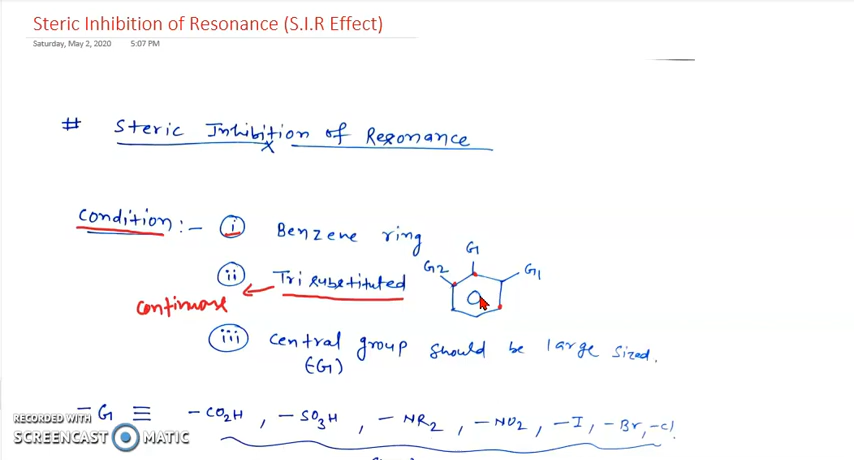 Steric Inhibition of Resonance (S.I.R Effect)
Saturday, May 2, 2020 5:07 PM
# Steric Inhibition of Resonance
x
Condition :- (i) Benzene ring
G
G2 G1
(ii) Tri substituted
continuose
(iii) Central group should be large sized.
(-G)
-G ≡ -CO2H, -SO3H, -NR2, -NO2, -I, -Br, -Cl
RECORDED WITH
SCREENCAST MATIC